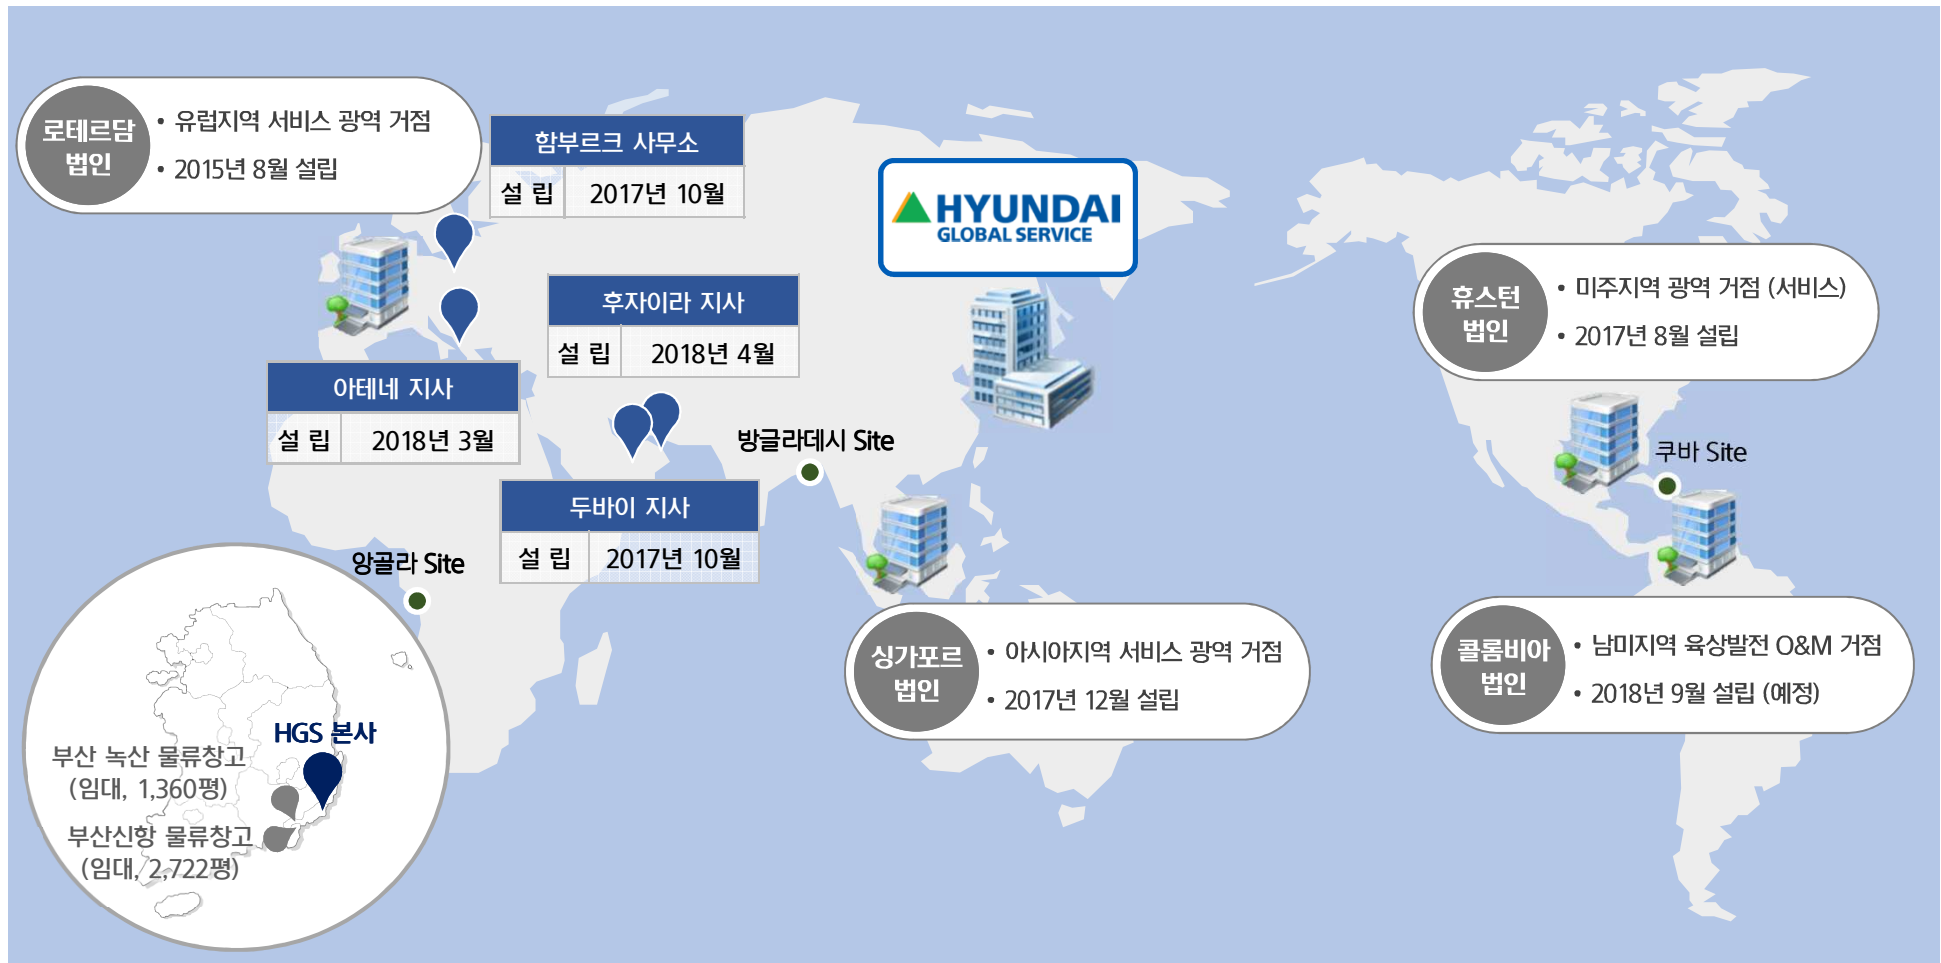 로테르담
법인
• 유럽지역 서비스 광역 거점
• 2015년 8월 설립
함부르크 사무소
설 립 2017년 10월
HYUNDAI
GLOBAL SERVICE
후자이라 지사
설 립 2018년 4월
휴스턴
법인
• 미주지역 광역 거점 (서비스)
• 2017년 8월 설립
아테네 지사
설 립 2018년 3월
방글라데시 Site
쿠바 Site
두바이 지사
설 립 2017년 10월
앙골라 Site
싱가포르
법인
• 아시아지역 서비스 광역 거점
• 2017년 12월 설립
콜롬비아
법인
• 남미지역 육상발전 O&M 거점
• 2018년 9월 설립 (예정)
HGS 본사
부산 녹산 물류창고
(임대, 1,360평)
부산신항 물류창고
(임대, 2,722평)